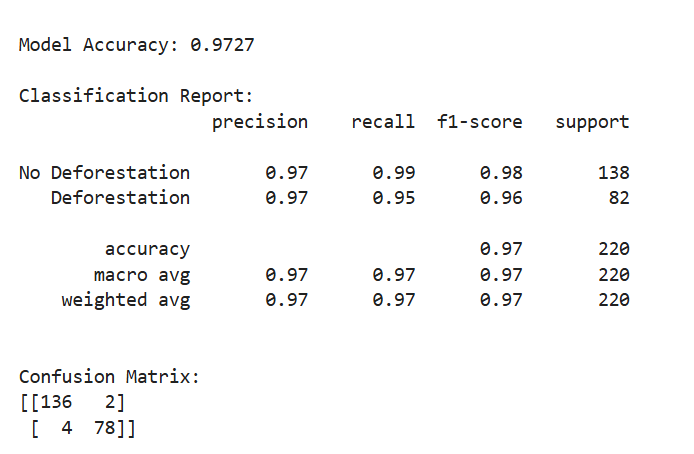 Model Accuracy: 0.9727
Classification Report:
precision recall f1-score support
No Deforestation 0.97 0.99 0.98 138
Deforestation 0.97 0.95 0.96 82
accuracy 0.97 220
macro avg 0.97 0.97 0.97 220
weighted avg 0.97 0.97 0.97 220
Confusion Matrix:
[[136 2]
[ 4 78]]